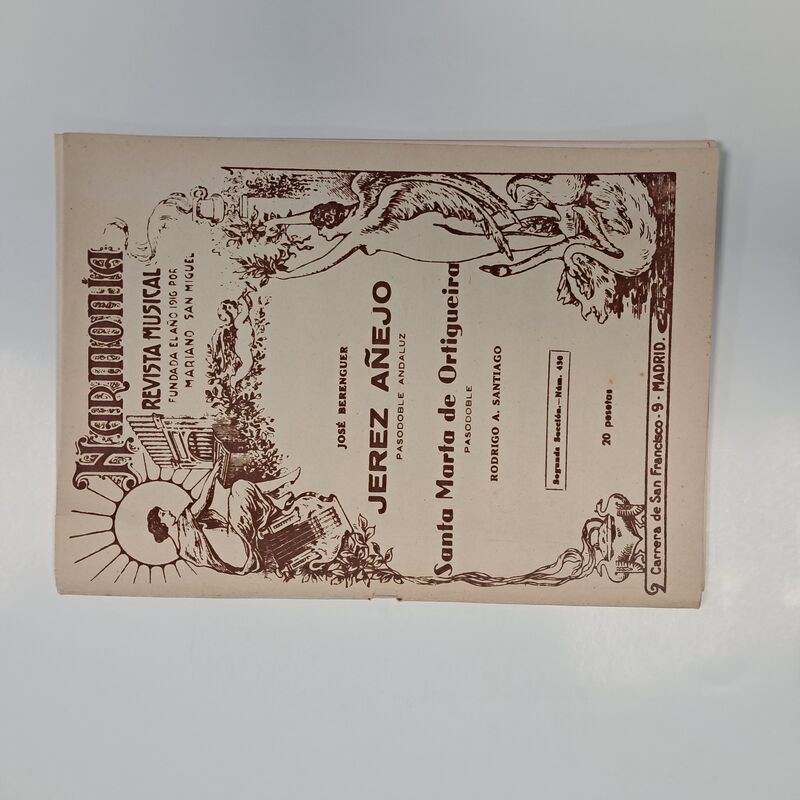 Harmonía
REVISTA MUSICAL
FUNDADA EL AÑO 1916 POR
MARIANO SAN MIGUEL
JOSÉ BERENGUER
JEREZ AÑEJO
PASODOBLE ANDALUZ
Santa Marta de Ortigueira
PASODOBLE
RODRIGO A. SANTIAGO
Segunda Sección.-Núm. 430
20 pesetas
Carrera de San Francisco - 9 - MADRID.